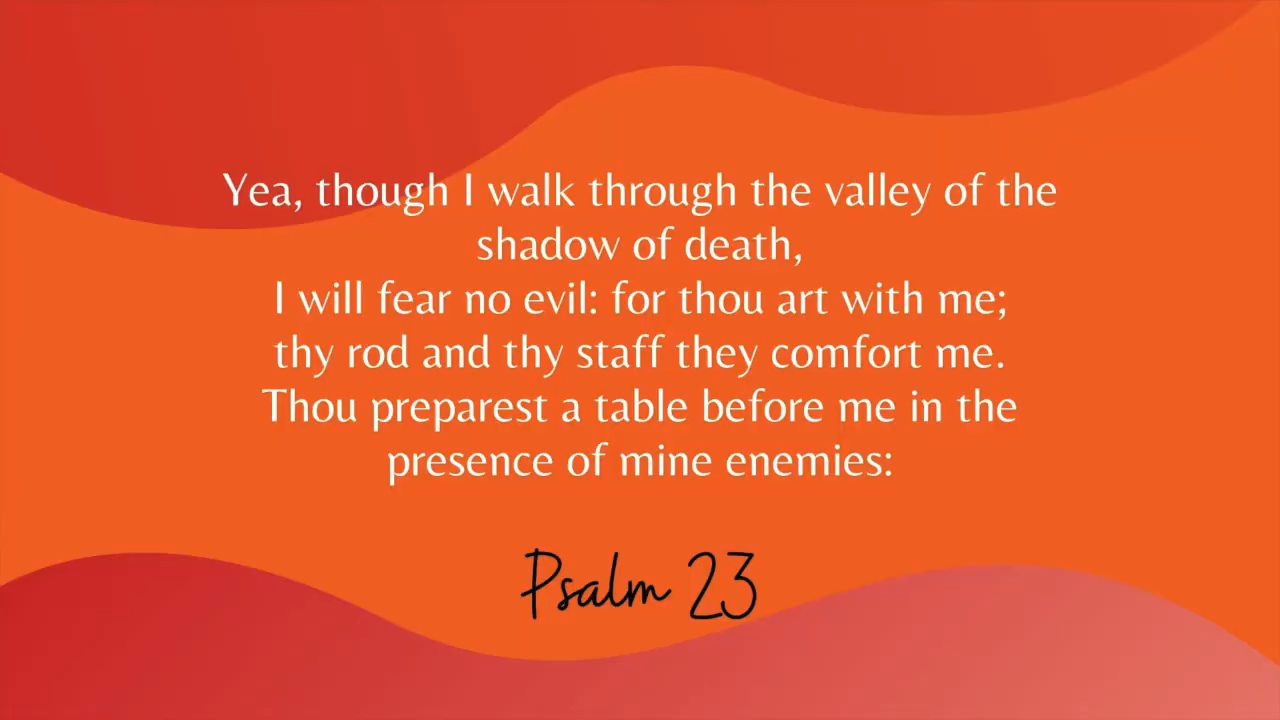 Yea, though I walk through the valley of the
shadow of death,
I will fear no evil: for thou art with me;
thy rod and thy staff they comfort me.
Thou preparest a table before me in the
presence of mine enemies:
Psalm 23